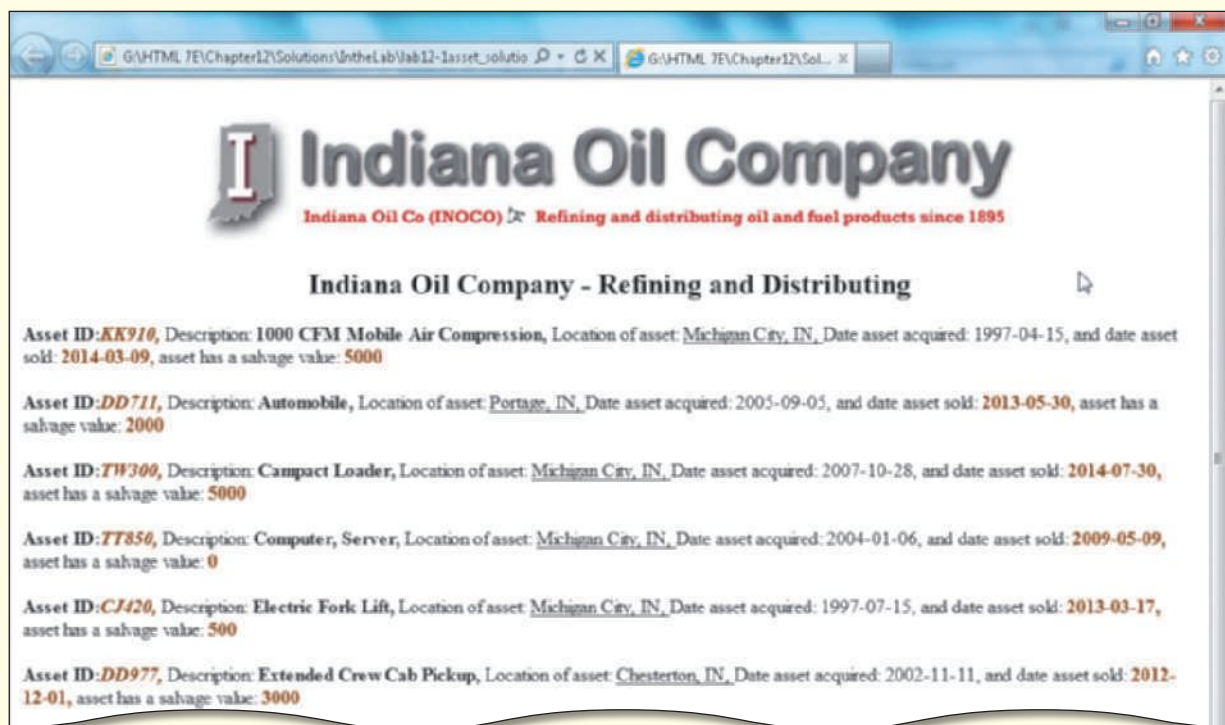 G:\HTML 7E\Chapter12\Solutions\IntheLab\lab12-1asset_solutio
G:\HTML 7E\Chapter12\Sol...
I Indiana Oil Company
Indiana Oil Co (INOCO) Refining and distributing oil and fuel products since 1895
Indiana Oil Company - Refining and Distributing
Asset ID:KK910, Description: 1000 CFM Mobile Air Compression, Location of asset: Michigan City, IN, Date asset acquired: 1997-04-15, and date asset
sold: 2014-03-09, asset has a salvage value: 5000
Asset ID:DD711, Description: Automobile, Location of asset: Portage, IN, Date asset acquired: 2005-09-05, and date asset sold: 2013-05-30, asset has a
salvage value: 2000
Asset ID:TW300, Description: Campact Loader, Location of asset: Michigan City, IN, Date asset acquired: 2007-10-28, and date asset sold: 2014-07-30,
asset has a salvage value: 5000
Asset ID:TT850, Description: Computer, Server, Location of asset: Michigan City, IN, Date asset acquired: 2004-01-06, and date asset sold: 2009-05-09,
asset has a salvage value: 0
Asset ID:CJ420, Description: Electric Fork Lift, Location of asset: Michigan City, IN, Date asset acquired: 1997-07-15, and date asset sold: 2013-03-17,
asset has a salvage value: 500
Asset ID:DD977, Description: Extended Crew Cab Pickup, Location of asset: Chesterton, IN, Date asset acquired: 2002-11-11, and date asset sold: 2012-
12-01, asset has a salvage value: 3000